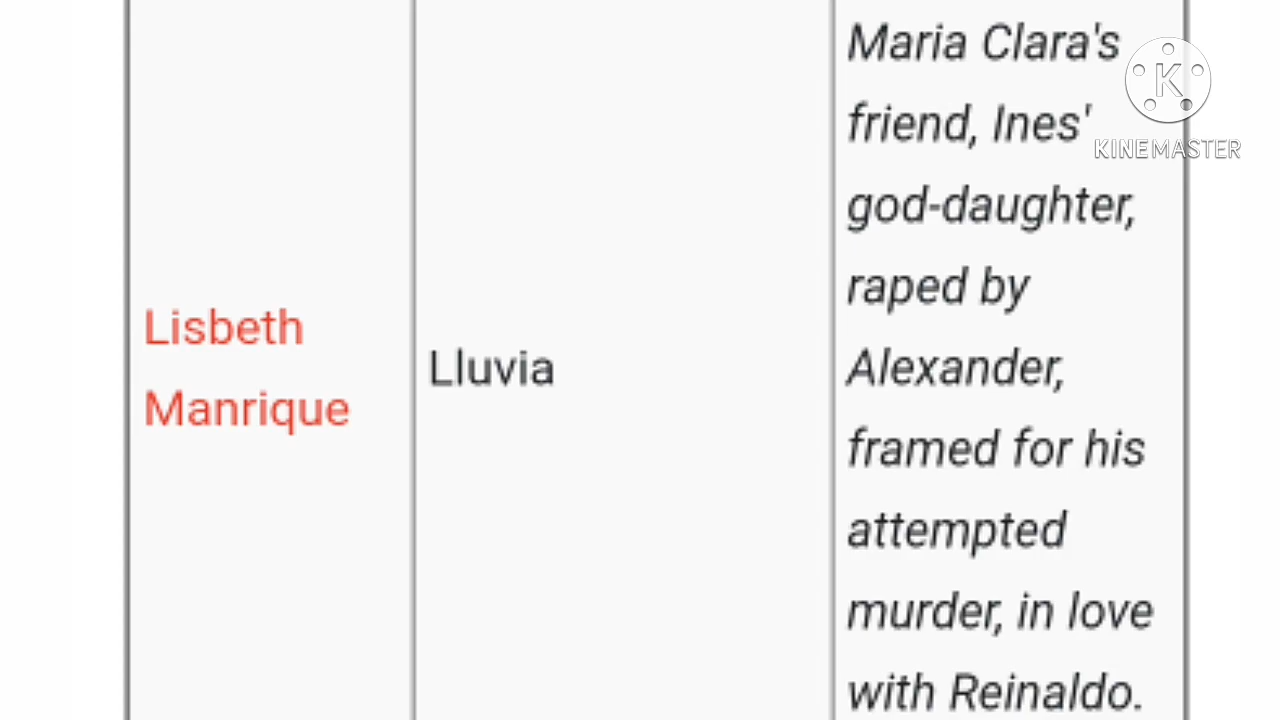 Lisbeth
Manrique
Lluvia
Maria Clara's
friend, Ines'
god-daughter,
raped by
Alexander,
framed for his
attempted
murder, in love
with Reinaldo.
K
KINEMASTER